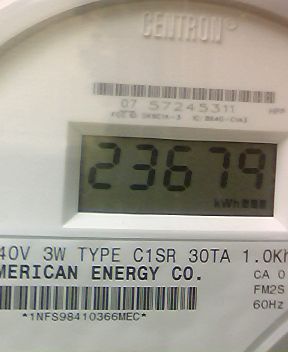 CENTRON®
07 57245311
23679
kWh
40V 3W TYPE C1SR 30TA 1.0Kh
MERICAN ENERGY CO.
CA 0
FM2S
60Hz
*1NFS98410366MEC*